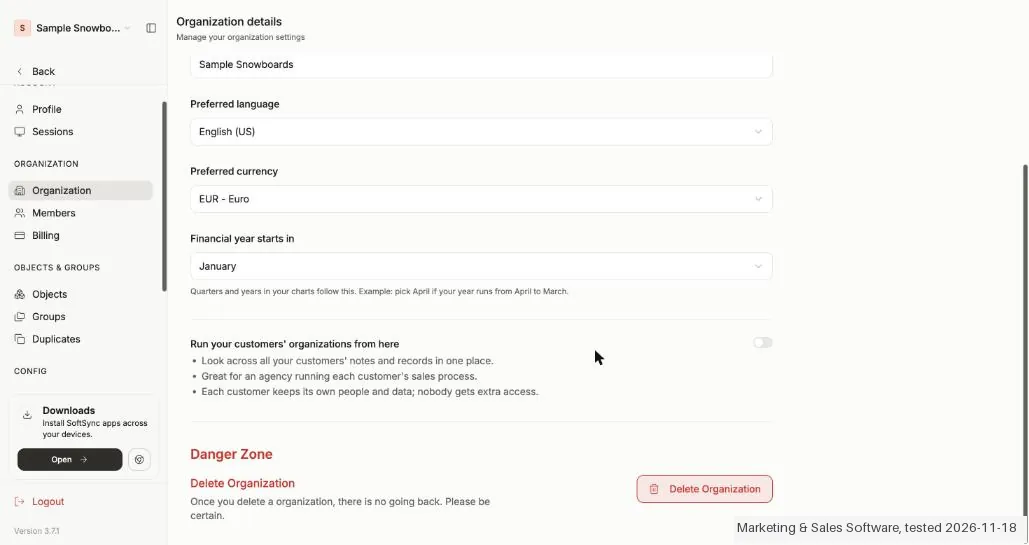 S
Sample Snowbo...
Back
Profile
Sessions
ORGANIZATION
Organization
Members
Billing
OBJECTS & GROUPS
Objects
Groups
Duplicates
CONFIG
Downloads
Install SoftSync apps across
your devices.
Open
Logout
Version 3.7.1
Organization details
Manage your organization settings
Sample Snowboards
Preferred language
English (US)
Preferred currency
EUR - Euro
Financial year starts in
January
Quarters and years in your charts follow this. Example: pick April if your year runs from April to March.
Run your customers' organizations from here
• Look across all your customers' notes and records in one place.
• Great for an agency running each customer's sales process.
• Each customer keeps its own people and data; nobody gets extra access.
Danger Zone
Delete Organization
Once you delete a organization, there is no going back. Please be
certain.
Delete Organization
Marketing & Sales Software, tested 2026-11-18